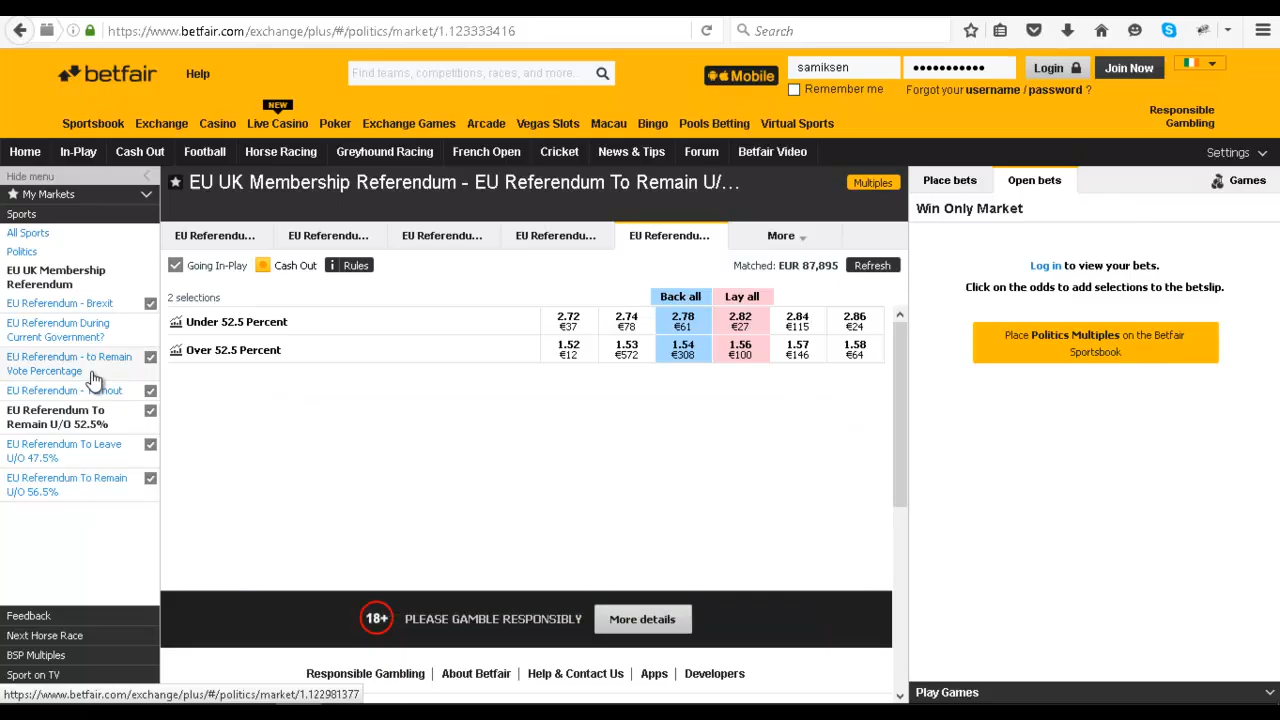 https://www.betfair.com/exchange/plus/#/politics/market/1.123333416
Search
betfair
Help
Find teams, competitions, races, and more...
Mobile
samiksen
●●●●●●●●●●●
Login
Join Now
Remember me
Forgot your username / password ?
NEW
Responsible
Gambling
Sportsbook Exchange Casino Live Casino Poker Exchange Games Arcade Vegas Slots Macau Bingo Pools Betting Virtual Sports
Home In-Play Cash Out Football Horse Racing Greyhound Racing French Open Cricket News & Tips Forum Betfair Video Settings
Hide menu
My Markets
Sports
All Sports
Politics
EU UK Membership
Referendum
EU Referendum - Brexit
EU Referendum During
Current Government?
EU Referendum - to Remain
Vote Percentage
EU Referendum - nout
EU Referendum To
Remain U/O 52.5%
EU Referendum To Leave
U/O 47.5%
EU Referendum To Remain
U/O 56.5%
Feedback
Next Horse Race
BSP Multiples
Sport on TV
https://www.betfair.com/exchange/plus/#/politics/market/1.122981377
EU UK Membership Referendum - EU Referendum To Remain U/...
Multiples
EU Referendu... EU Referendu... EU Referendu... EU Referendu... EU Referendu... More
Going In-Play Cash Out i Rules Matched: EUR 87,895 Refresh
2 selections Back all Lay all
Under 52.5 Percent 2.72 2.74 2.78 2.82 2.84 2.86
€37 €78 €61 €27 €115 €24
Over 52.5 Percent 1.52 1.53 1.54 1.56 1.57 1.58
€12 €572 €308 €100 €146 €64
18+ PLEASE GAMBLE RESPONSIBLY More details
Responsible Gambling | About Betfair | Help & Contact Us | Apps | Developers
Place bets Open bets Games
Win Only Market
Log in to view your bets.
Click on the odds to add selections to the betslip.
Place Politics Multiples on the Betfair
Sportsbook
Play Games